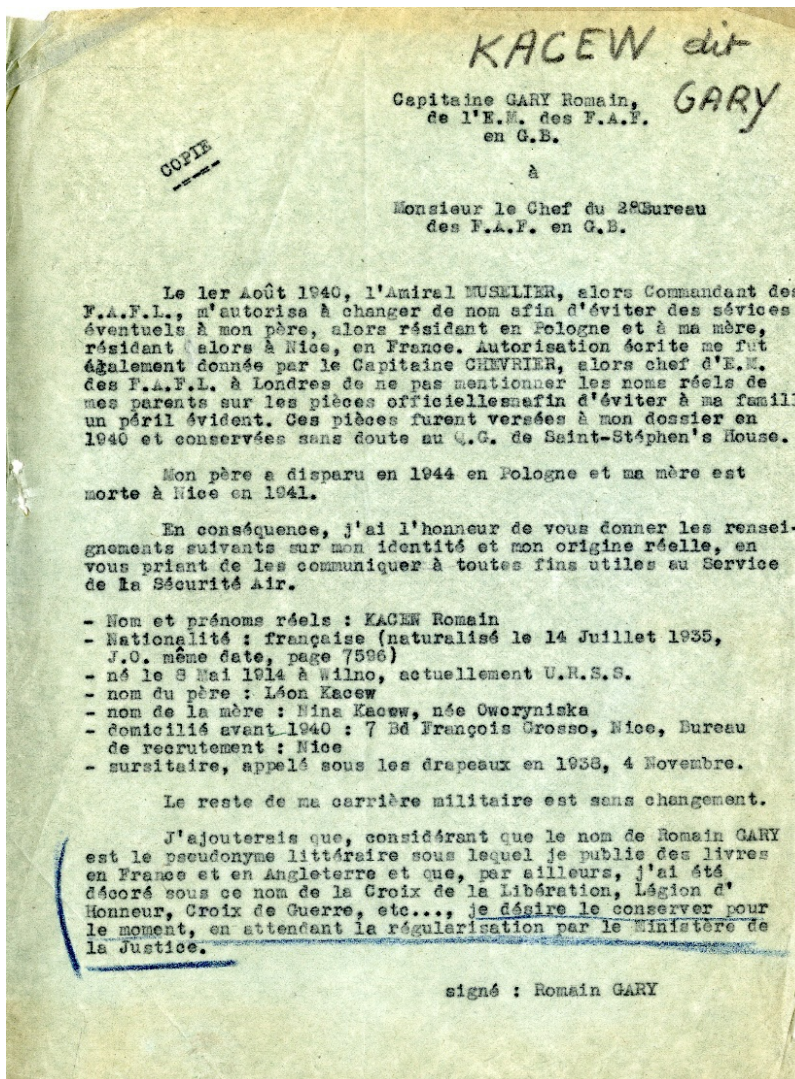 KACEW dit
GARY
Capitaine GARY Romain,
de l'E.M. des F.A.F.
en G.B.
COPIE
à
Monsieur le Chef du 2°Bureau
des F.A.F. en G.B.
Le 1er Août 1940, l'Amiral MUSELIER, alors Commandant des
F.A.F.L., m'autorisa à changer de nom afin d'éviter des sévices
éventuels à mon père, alors résidant en Pologne et à ma mère,
résidant alors à Nice, en France. Autorisation écrite me fut
également donnée par le Capitaine CHEVRIER, alors chef d'E.M.
des F.A.F.L. à Londres de ne pas mentionner les noms réels de
mes parents sur les pièces officiellesnafin d'éviter à ma famill
un péril évident. Ces pièces furent versées à mon dossier en
1940 et conservées sans doute au Q.G. de Saint-Stéphen's House.
Mon père a disparu en 1944 en Pologne et ma mère est
morte à Nice en 1941.
En conséquence, j'ai l'honneur de vous donner les rensei-
gnements suivants sur mon identité et mon origine réelle, en
vous priant de les communiquer à toutes fins utiles au Service
de la Sécurité Air.
- Nom et prénoms réels : KACEW Romain
- Nationalité : française (naturalisé le 14 Juillet 1935,
J.O. même date, page 7596)
- né le 8 Mai 1914 à Wilno, actuellement U.R.S.S.
- nom du père : Léon Kacew
- nom de la mère : Nina Kacew, née Owczyniska
- domicilié avant 1940 : 7 Bd François Grosso, Nice, Bureau
de recrutement : Nice
- sursitaire, appelé sous les drapeaux en 1938, 4 Novembre.
Le reste de ma carrière militaire est sans changement.
J'ajouterais que, considérant que le nom de Romain GARY
est le pseudonyme littéraire sous lequel je publie des livres
en France et en Angleterre et que, par ailleurs, j'ai été
décoré sous ce nom de la Croix de la Libération, Légion d'
Honneur, Croix de Guerre, etc..., je désire le conserver pour
le moment, en attendant la régularisation par le Ministère de
la Justice.
signé : Romain GARY